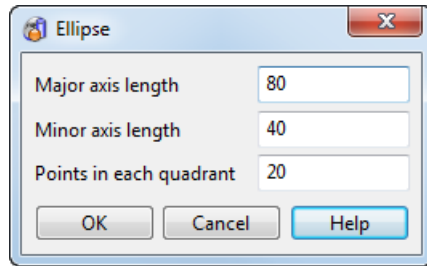 Ellipse
Major axis length 80
Minor axis length 40
Points in each quadrant 20
OK Cancel Help